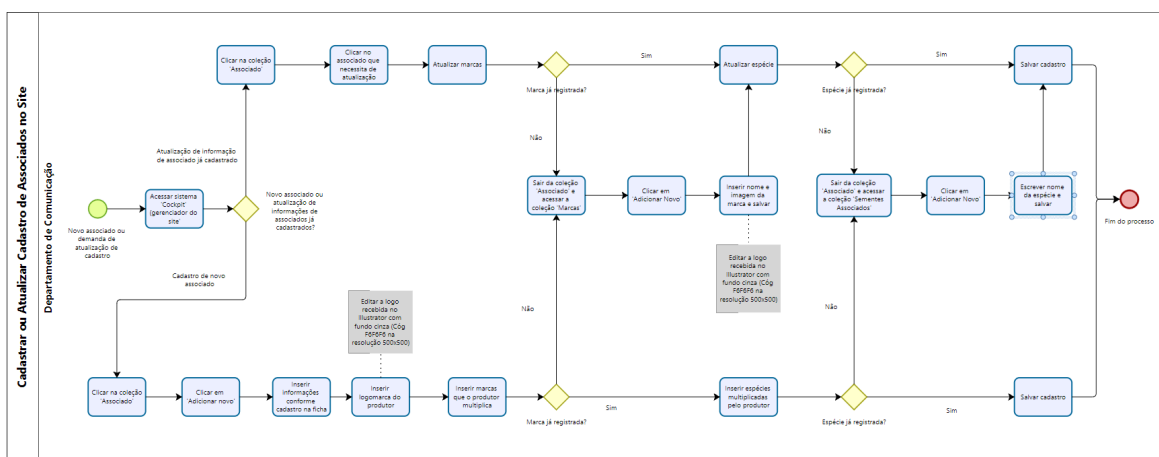 Cadastrar ou Atualizar Cadastro de Associados no Site
Departamento de Comunicação
Clicar na coleção
'Associado'
Clicar no
associado que
necessita de
atualização
Atualizar marcas
Marca já registrada?
Sim
Atualizar espécie
Espécie já registrada?
Sim
Salvar cadastro
Não
Não
Atualização de informação
de associado já cadastrado
Novo associado ou
demanda de
atualização de
cadastro
Acessar sistema
Cockpit
(gerenciador do
site'
Novo associado ou
atualização de
informações de
associado já
cadastrados?
Sair da coleção
'Associado' e
acessar a
coleção 'Marcas'
Clicar em
'Adicionar Novo'
Inserir nome e
imagem da
marca e salvar
Sair da coleção
'Associado' e acessar
a coleção 'Sementes
Associados'
Clicar em
'Adicionar Novo'
Escrever nome
da espécie e
salvar
Fim do processo
Editar a logo
recebida no
Illustrator com
fundo cinza (Cóg
F6F6F6 na
resolução 500x500)
Cadastro de novo
associado
Editar a logo
recebida no
Illustrator com
fundo cinza (Cóg
F6F6F6 na
resolução 500x500)
Não
Não
Clicar na coleção
'Associado'
Clicar em
'Adicionar novo'
Inserir
informações
conforme
cadastro na ficha
Inserir
logomarca do
produtor
Inserir marcas
que o produtor
multiplica
Marca já registrada?
Sim
Inserir espécies
multiplicadas
pelo produtor
Espécie já registrada?
Sim
Salvar cadastro